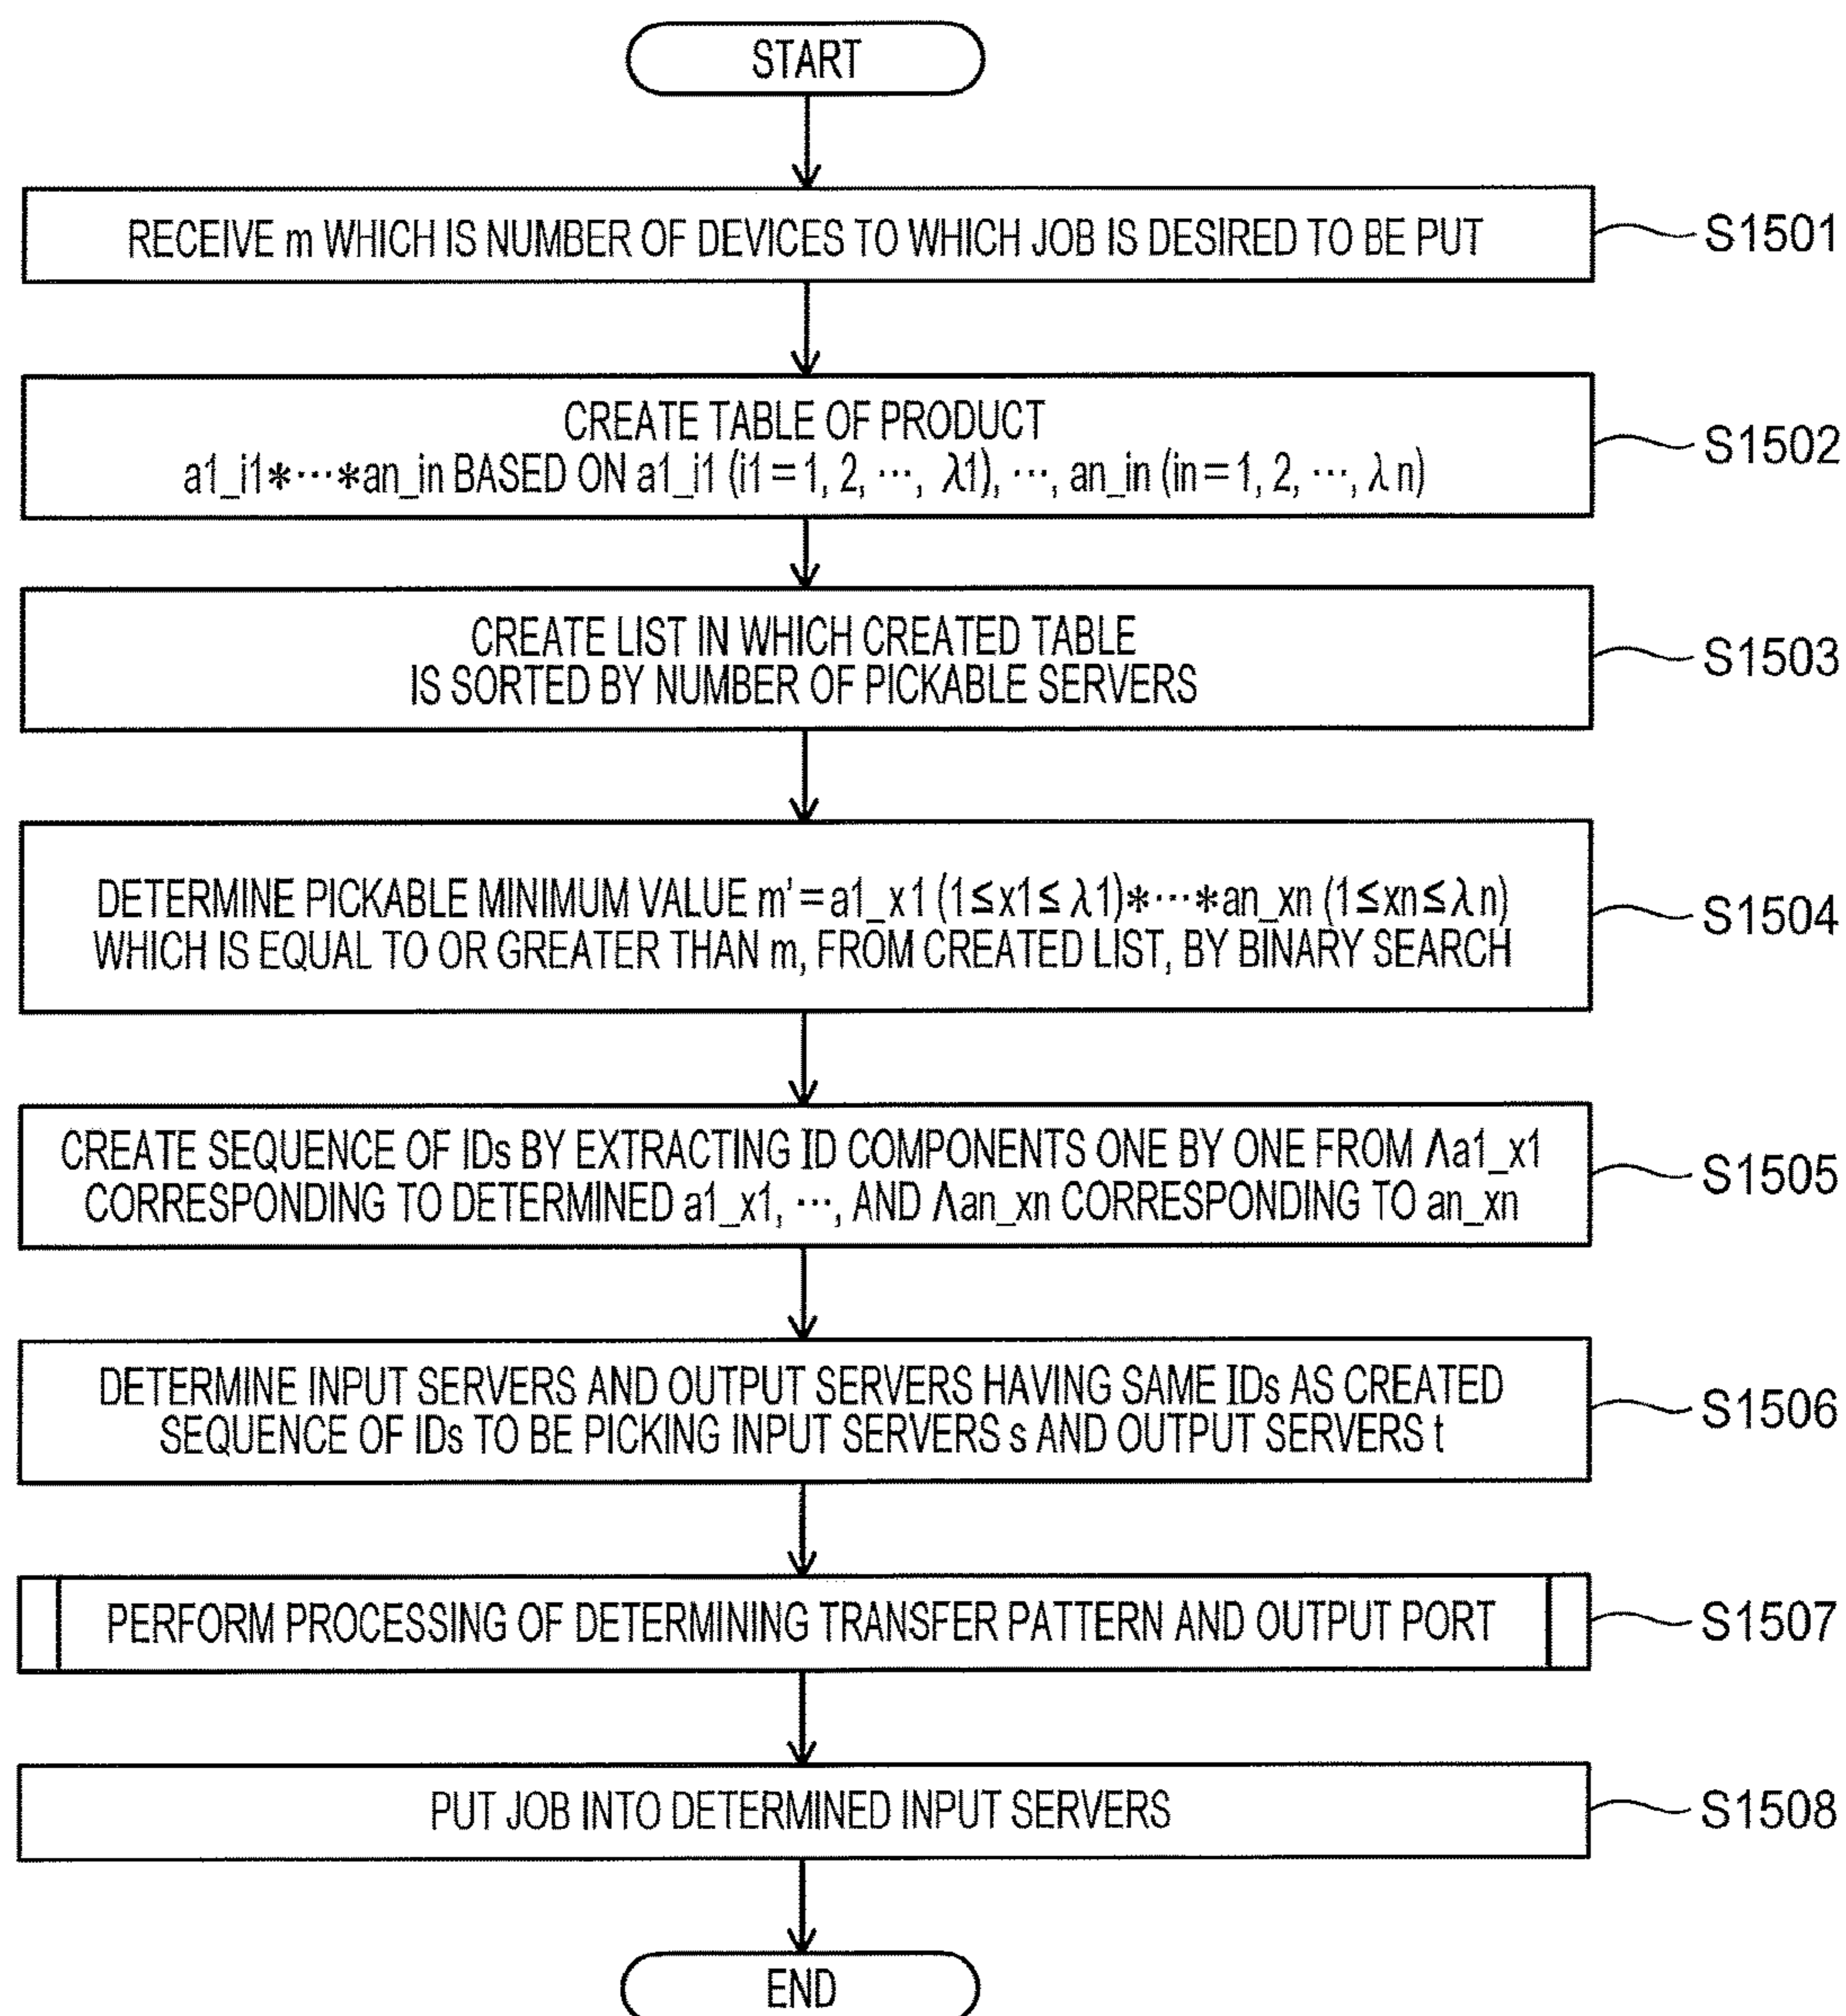 START
RECEIVE m WHICH IS NUMBER OF DEVICES TO WHICH JOB IS DESIRED TO BE PUT
S1501
CREATE TABLE OF PRODUCT
a1_i1*⋯*an_in BASED ON a1_i1 (i1=1, 2, ⋯, λ1), ⋯, an_in (in=1, 2, ⋯, λn)
S1502
CREATE LIST IN WHICH CREATED TABLE
IS SORTED BY NUMBER OF PICKABLE SERVERS
S1503
DETERMINE PICKABLE MINIMUM VALUE m'=a1_x1 (1≦x1≦λ1)*⋯*an_xn (1≦xn≦λn)
WHICH IS EQUAL TO OR GREATER THAN m, FROM CREATED LIST, BY BINARY SEARCH
S1504
CREATE SEQUENCE OF IDs BY EXTRACTING ID COMPONENTS ONE BY ONE FROM Λa1_x1
CORRESPONDING TO DETERMINED a1_x1, ⋯, AND Λan_xn CORRESPONDING TO an_xn
S1505
DETERMINE INPUT SERVERS AND OUTPUT SERVERS HAVING SAME IDs AS CREATED
SEQUENCE OF IDs TO BE PICKING INPUT SERVERS s AND OUTPUT SERVERS t
S1506
PERFORM PROCESSING OF DETERMINING TRANSFER PATTERN AND OUTPUT PORT
S1507
PUT JOB INTO DETERMINED INPUT SERVERS
S1508
END